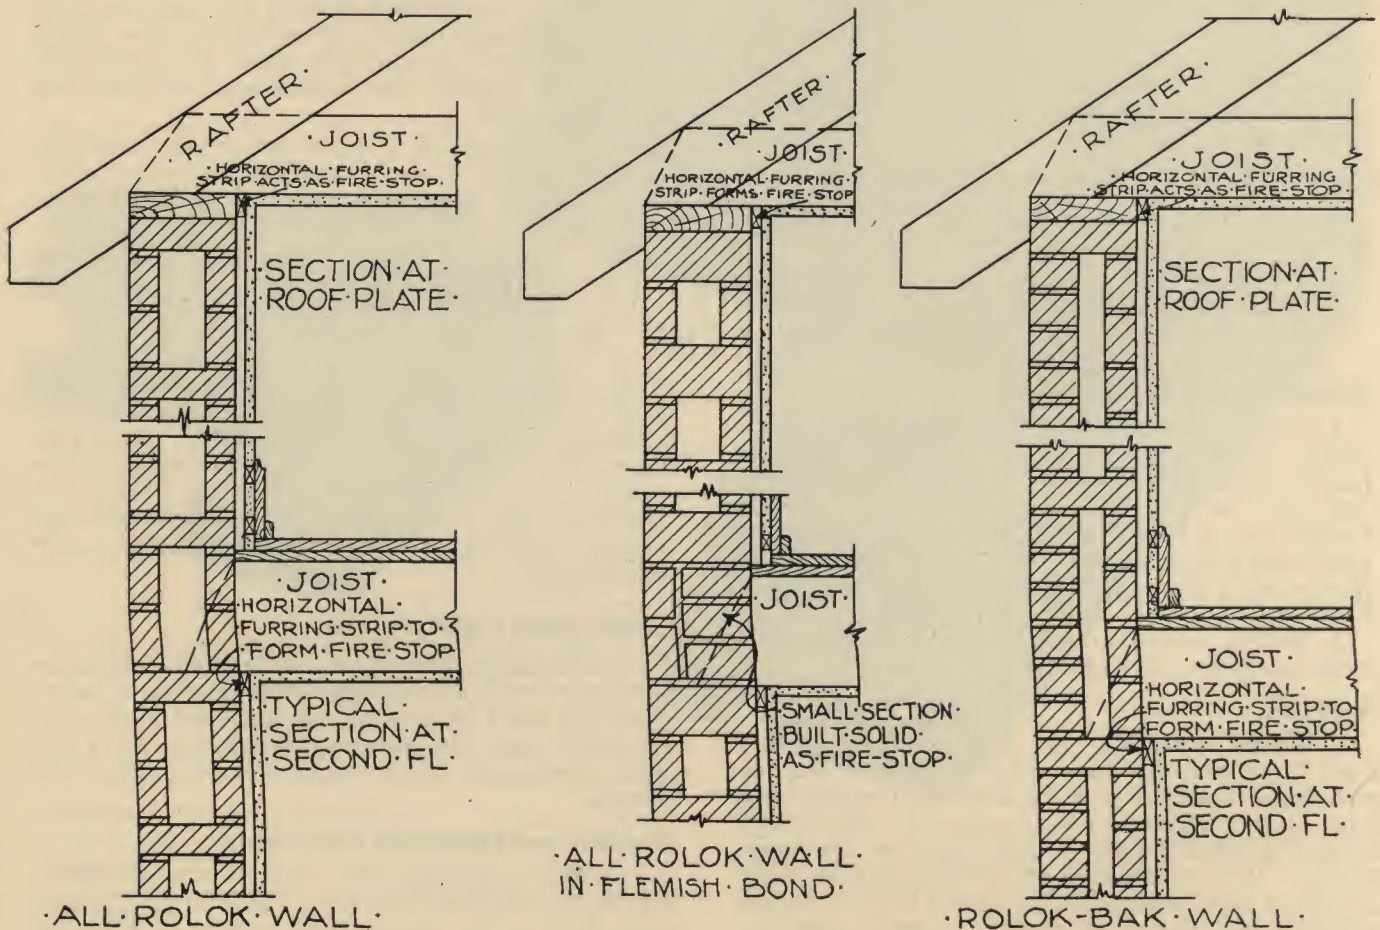 ·RAFTER·
·JOIST·
·HORIZONTAL·FURRING·
STRIP·ACTS·AS·FIRE·STOP·
·SECTION·AT·
ROOF·PLATE·
·JOIST·
·HORIZONTAL·
·FURRING·STRIP·TO·
·FORM·FIRE·STOP
·TYPICAL·
SECTION·AT·
SECOND·FL·
·ALL·ROLOK·WALL·
·RAFTER·
·JOIST·
HORIZONTAL·FURRING·
STRIP·FORMS·FIRE·STOP
·JOIST·
·SMALL·SECTION·
BUILT·SOLID·
AS·FIRE-STOP·
·ALL·ROLOK·WALL·
IN·FLEMISH·BOND·
·RAFTER·
·JOIST·
·HORIZONTAL·FURRING
STRIP·ACTS·AS·FIRE·STOP·
·SECTION·AT·
ROOF·PLATE·
·JOIST·
·HORIZONTAL·
·FURRING·STRIP·TO·
·FORM·FIRE·STOP
TYPICAL·
SECTION·AT·
SECOND·FL·
·ROLOK-BAK·WALL·